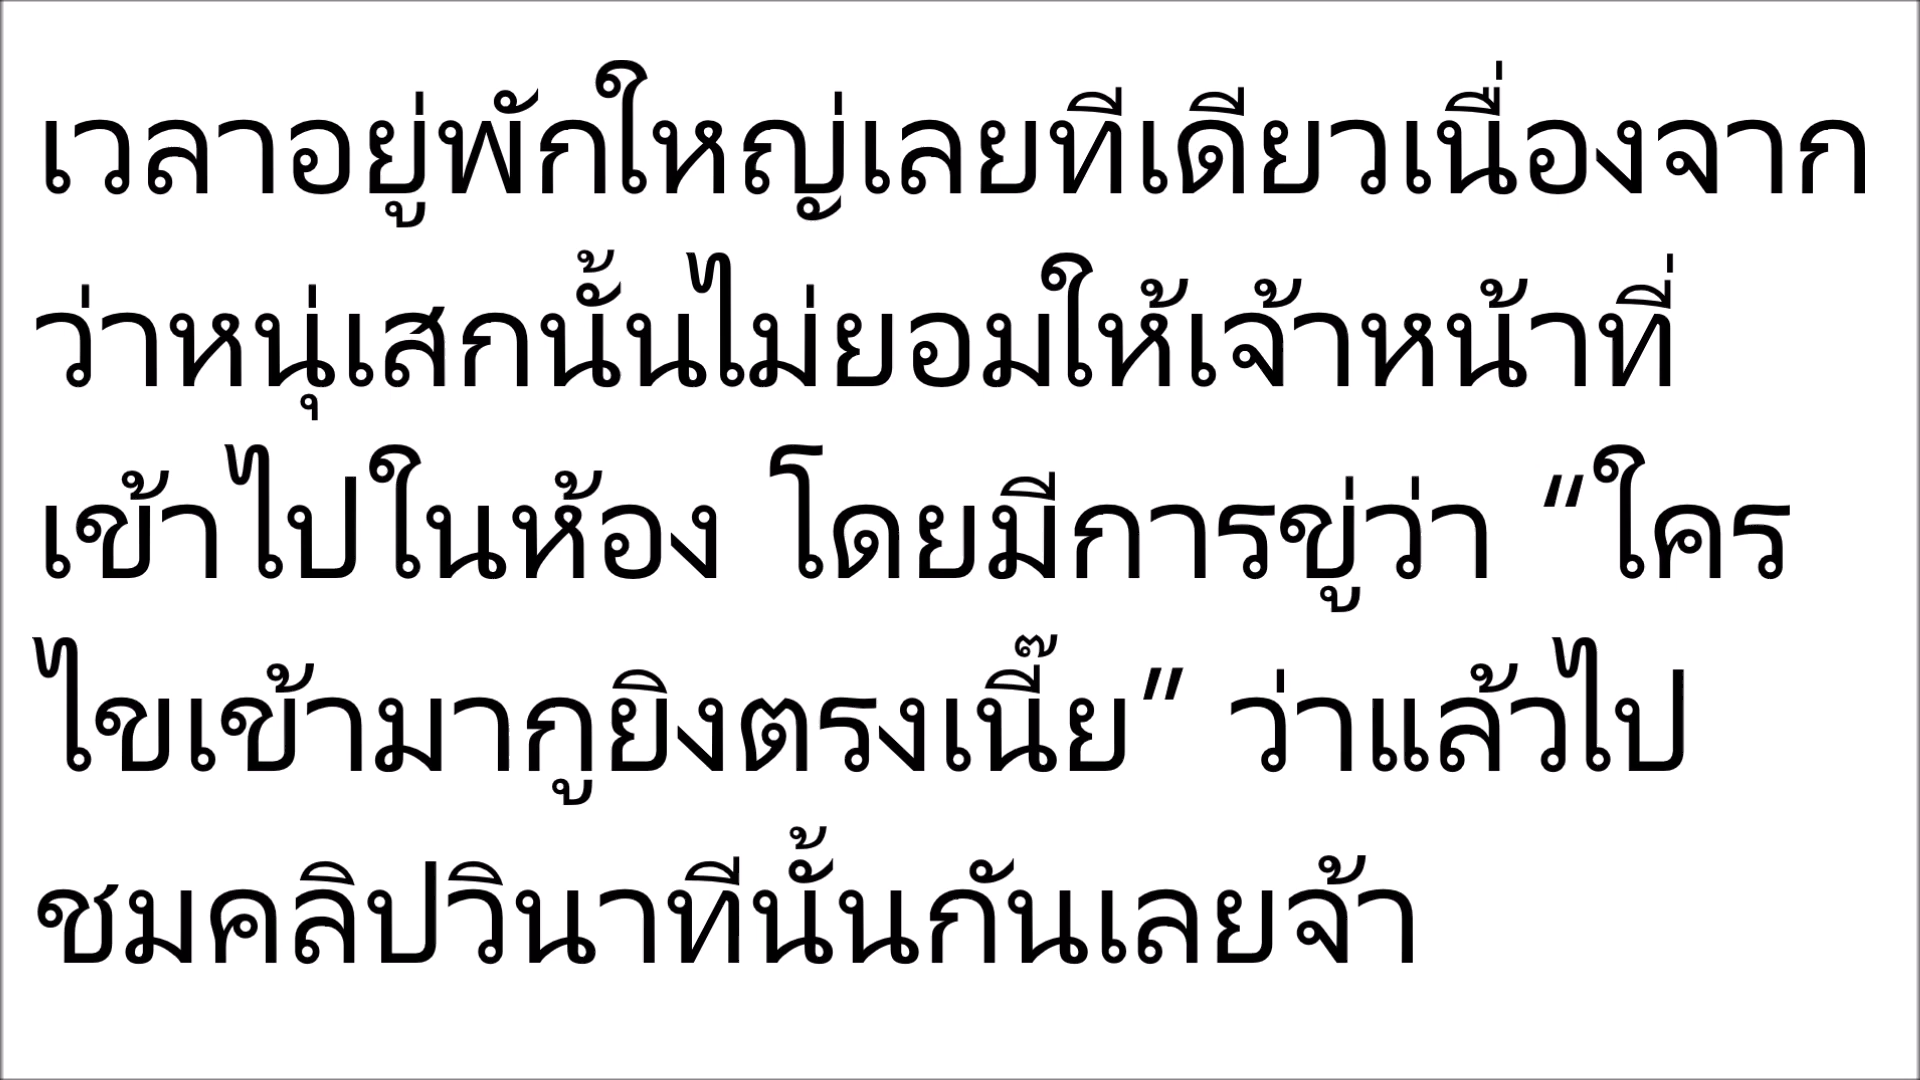 เวลาอยู่พักใหญ่เลยทีเดียวเนื่องจาก
ว่าหนุ่เสกนั้นไม่ยอมให้เจ้าหน้าที่
เข้าไปในห้อง โดยมีการขู่ว่า “ใคร
ไขเข้ามากูยิงตรงเนี๊ย” ว่าแล้วไป
ชมคลิปวินาทีนั้นกันเลยจ้า